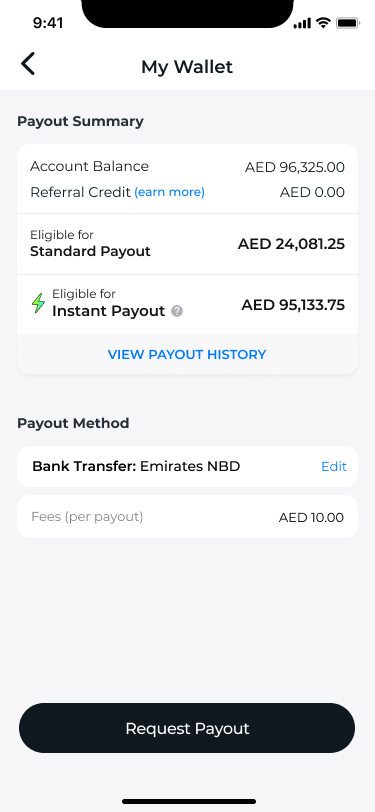 9:41
My Wallet
Payout Summary
Account Balance AED 96,325.00
Referral Credit (earn more) AED 0.00
Eligible for
Standard Payout AED 24,081.25
Eligible for
Instant Payout ? AED 95,133.75
VIEW PAYOUT HISTORY
Payout Method
Bank Transfer: Emirates NBD Edit
Fees (per payout) AED 10.00
Request Payout